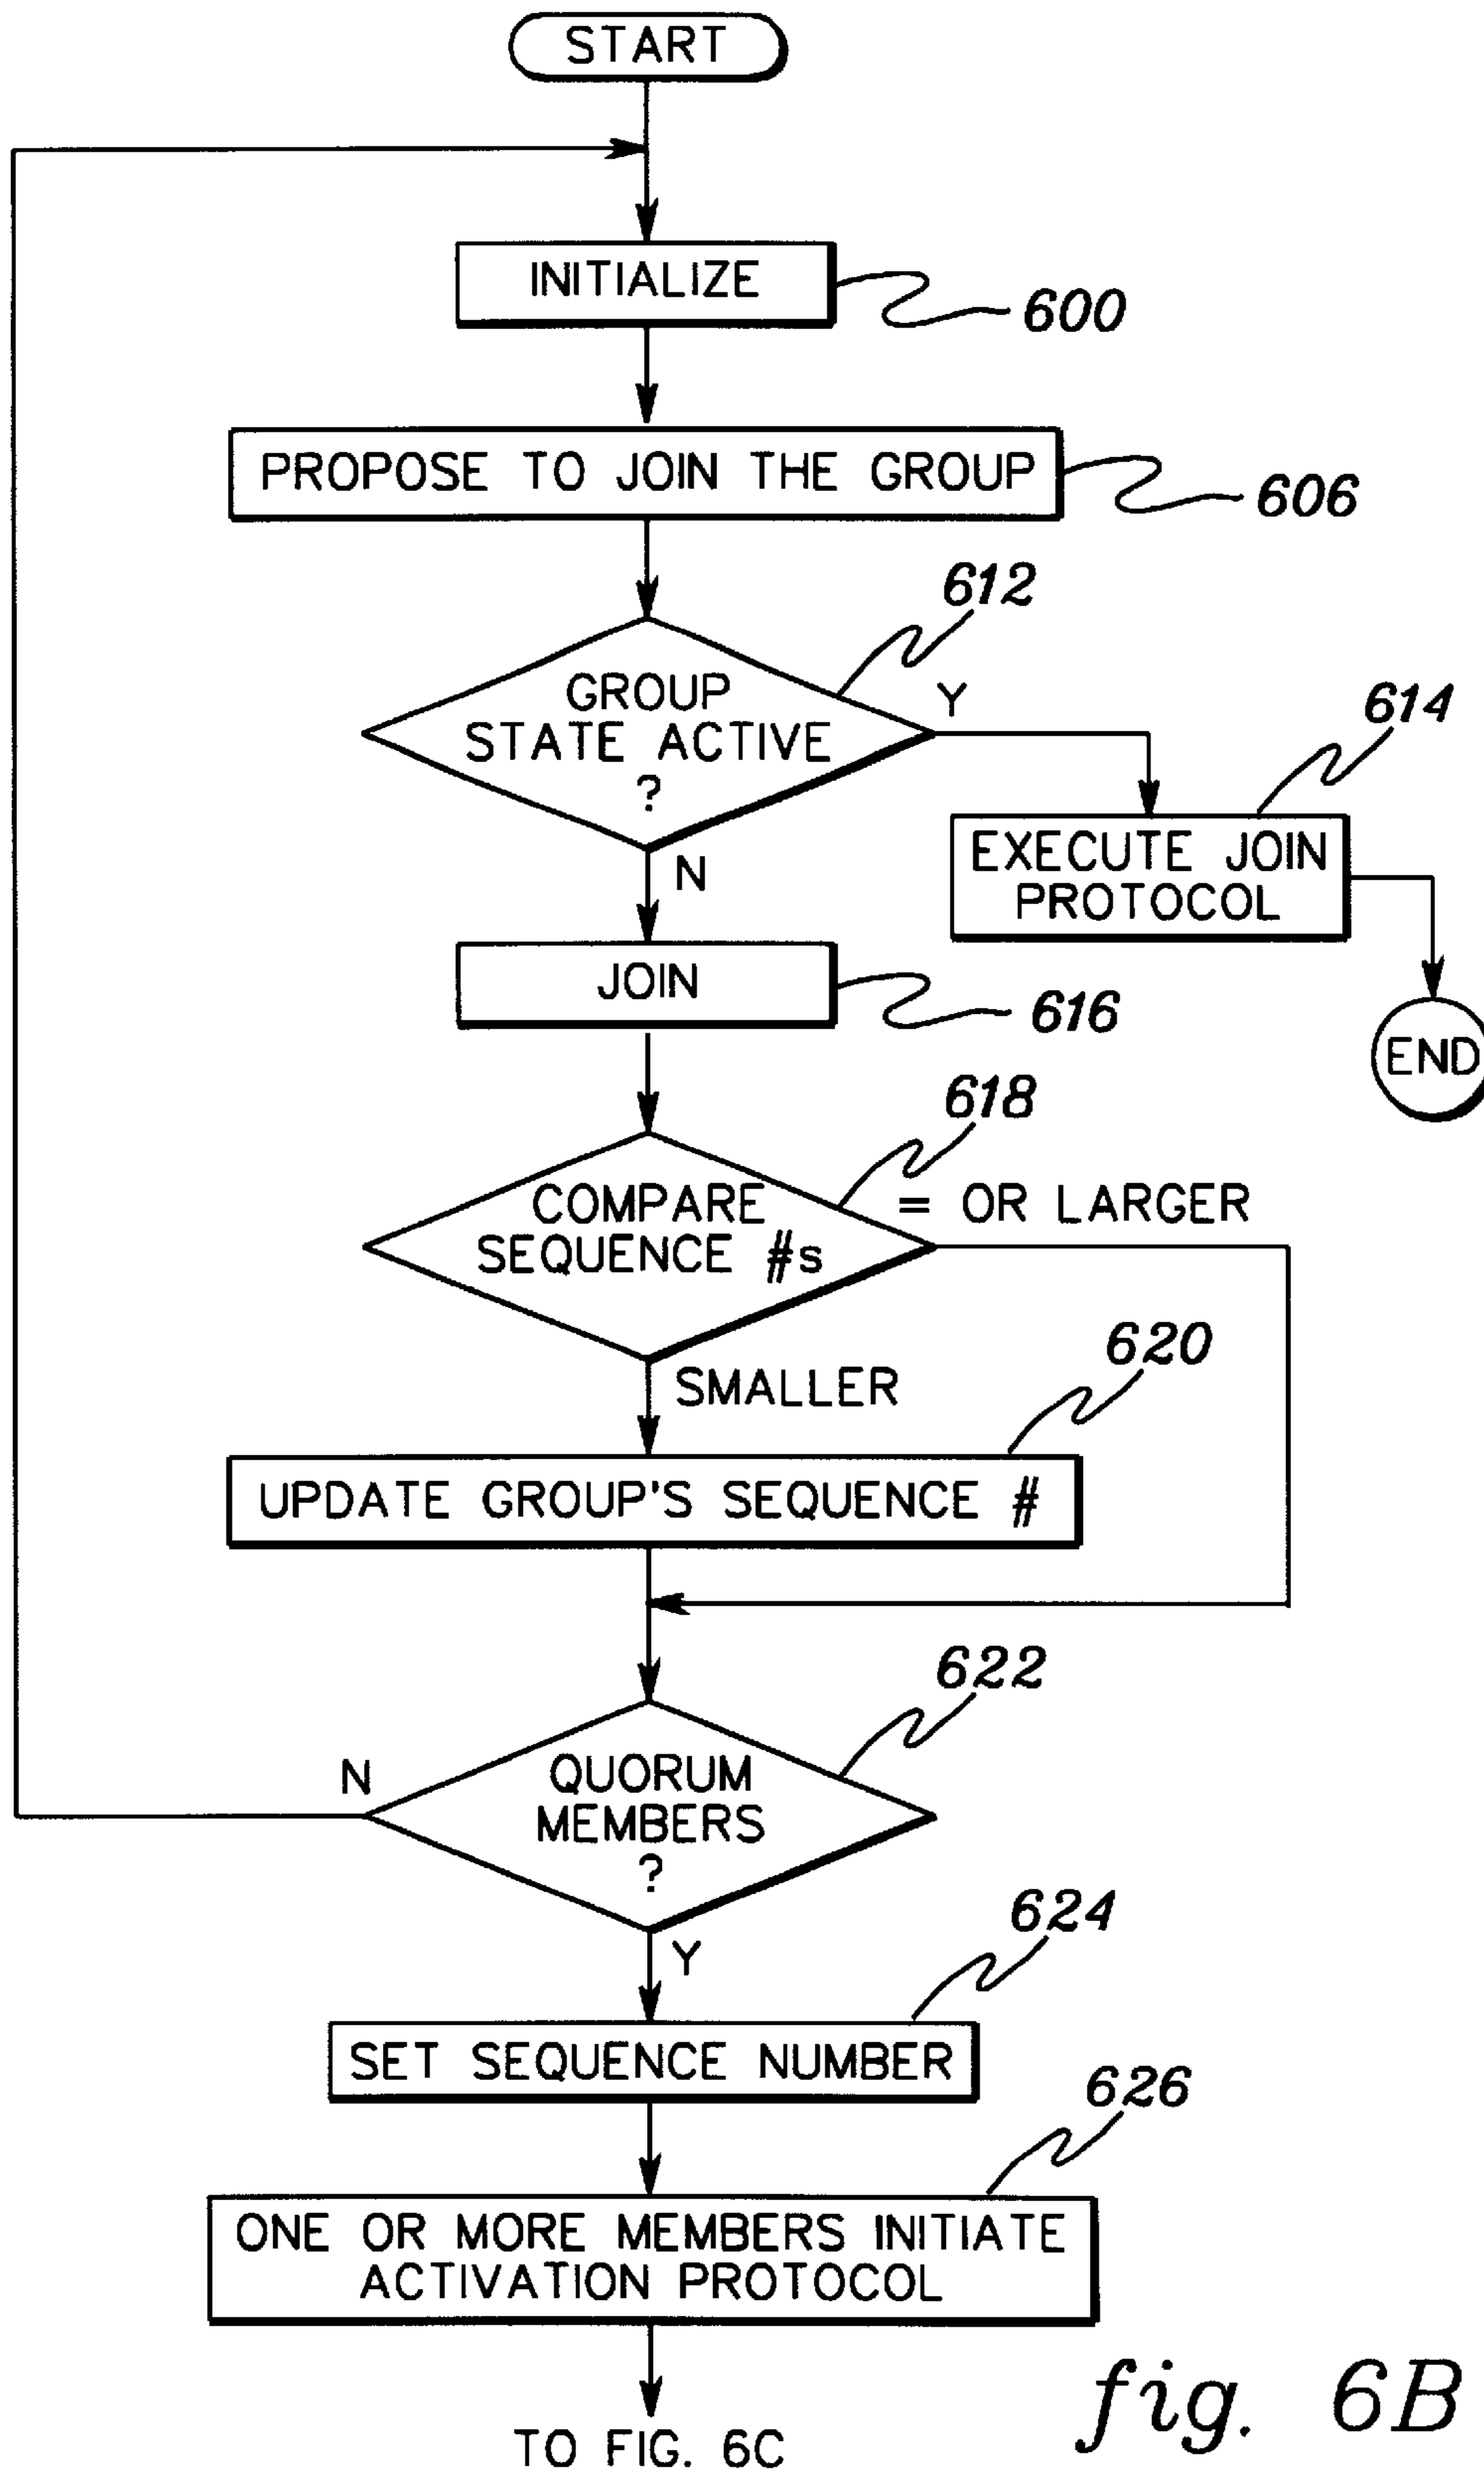 START
INITIALIZE
600
PROPOSE TO JOIN THE GROUP
606
612
GROUP
STATE ACTIVE
?
Y
614
EXECUTE JOIN
PROTOCOL
N
END
JOIN
616
618
COMPARE
SEQUENCE #s
= OR LARGER
SMALLER
620
UPDATE GROUP'S SEQUENCE #
622
N
QUORUM
MEMBERS
?
Y
624
SET SEQUENCE NUMBER
626
ONE OR MORE MEMBERS INITIATE
ACTIVATION PROTOCOL
TO FIG. 6C
fig. 6B